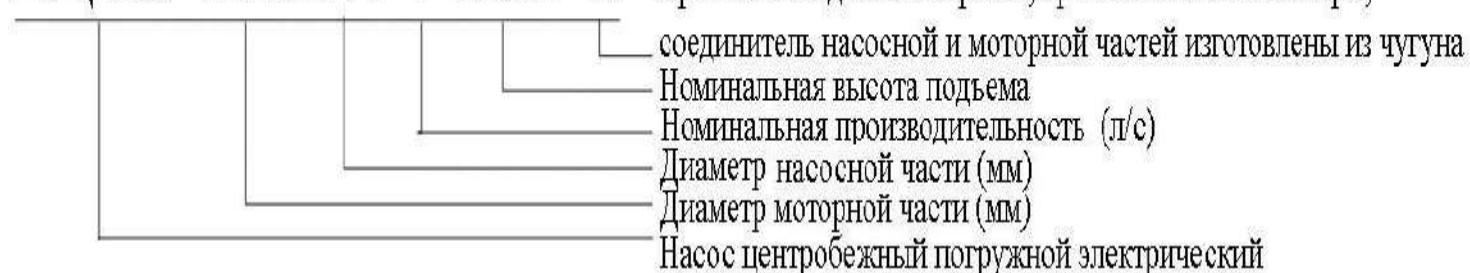 соединитель насосной и моторной частей изготовлены из чугуна
Номинальная высота подъема
Номинальная производительность (л/с)
Диаметр насосной части (мм)
Диаметр моторной части (мм)
Насос центробежный погружной электрический